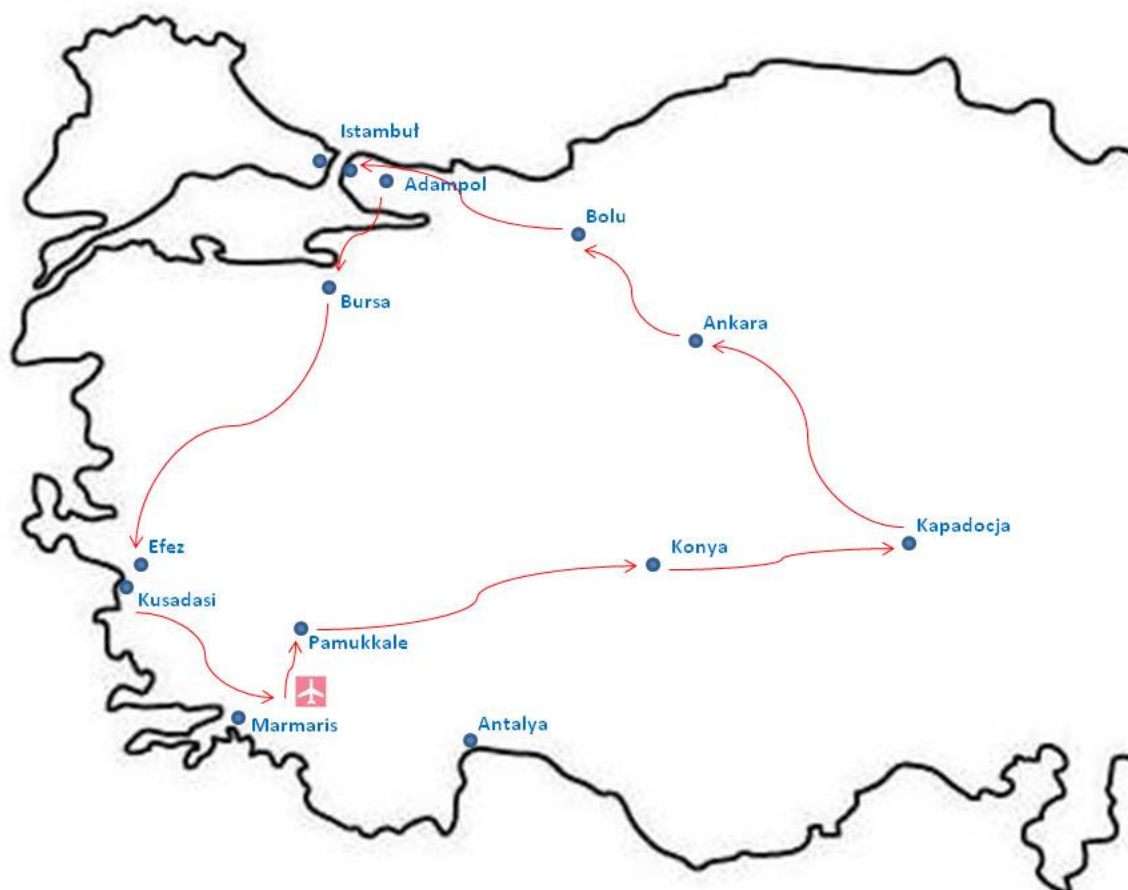 Istambuł
Adampol
Bolu
Bursa
Ankara
Kapadocja
Efez
Konya
Kusadasi
Pamukkale
Marmaris
Antalya